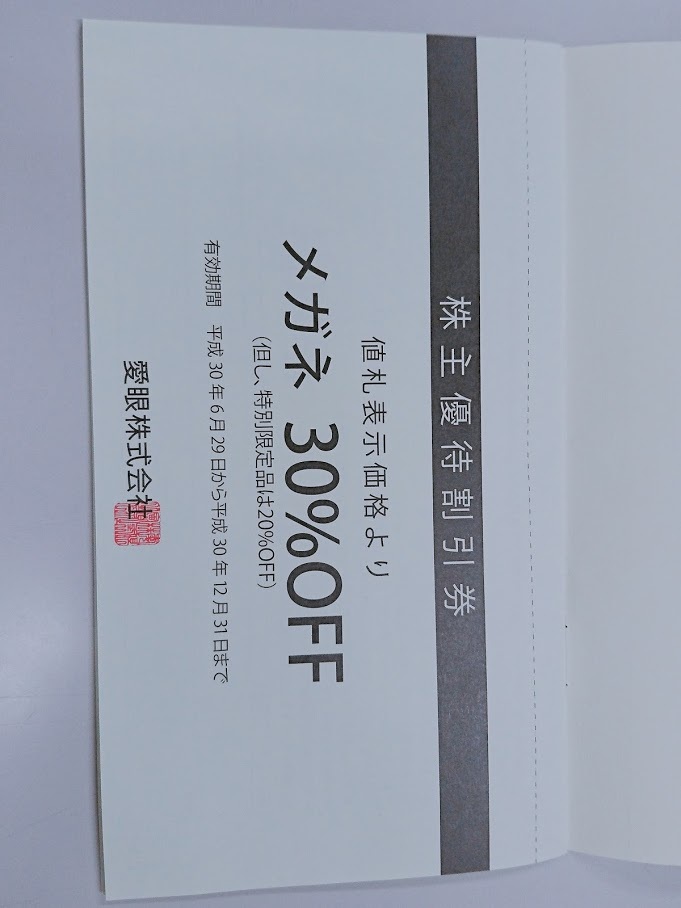 株主優待割引券
値札表示価格より
メガネ 30%OFF
(但し、特別限定品は20%OFF)
有効期間 平成30年6月29日から平成30年12月31日まで
愛眼株式会社